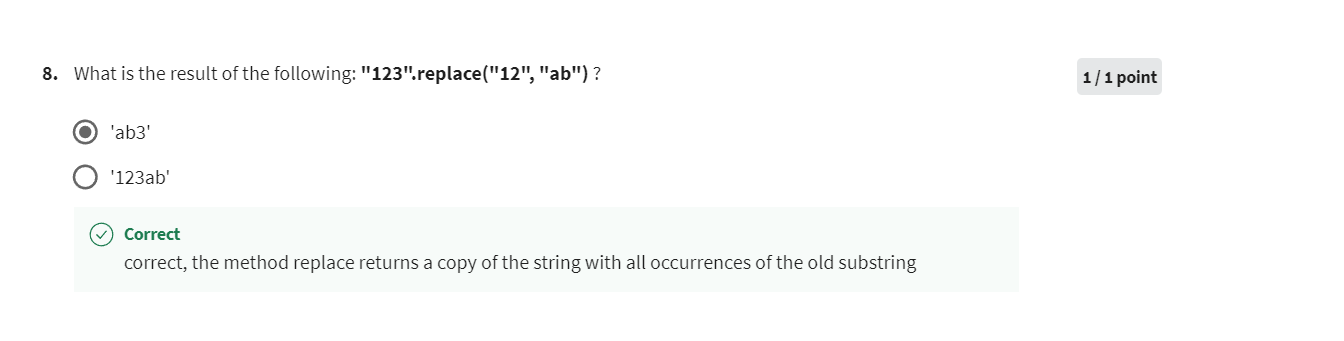 8. What is the result of the following: "123".replace("12", "ab") ?
1 / 1 point
'ab3'
'123ab'
Correct
correct, the method replace returns a copy of the string with all occurrences of the old substring